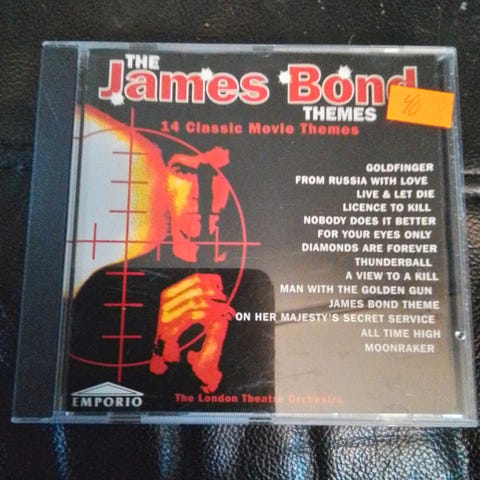 THE
James Bond
THEMES
40
14 Classic Movie Themes
GOLDFINGER
FROM RUSSIA WITH LOVE
LIVE & LET DIE
LICENCE TO KILL
NOBODY DOES IT BETTER
FOR YOUR EYES ONLY
DIAMONDS ARE FOREVER
THUNDERBALL
A VIEW TO A KILL
MAN WITH THE GOLDEN GUN
JAMES BOND THEME
ON HER MAJESTY'S SECRET SERVICE
ALL TIME HIGH
MOONRAKER
EMPORIO
The London Theatre Orchestra